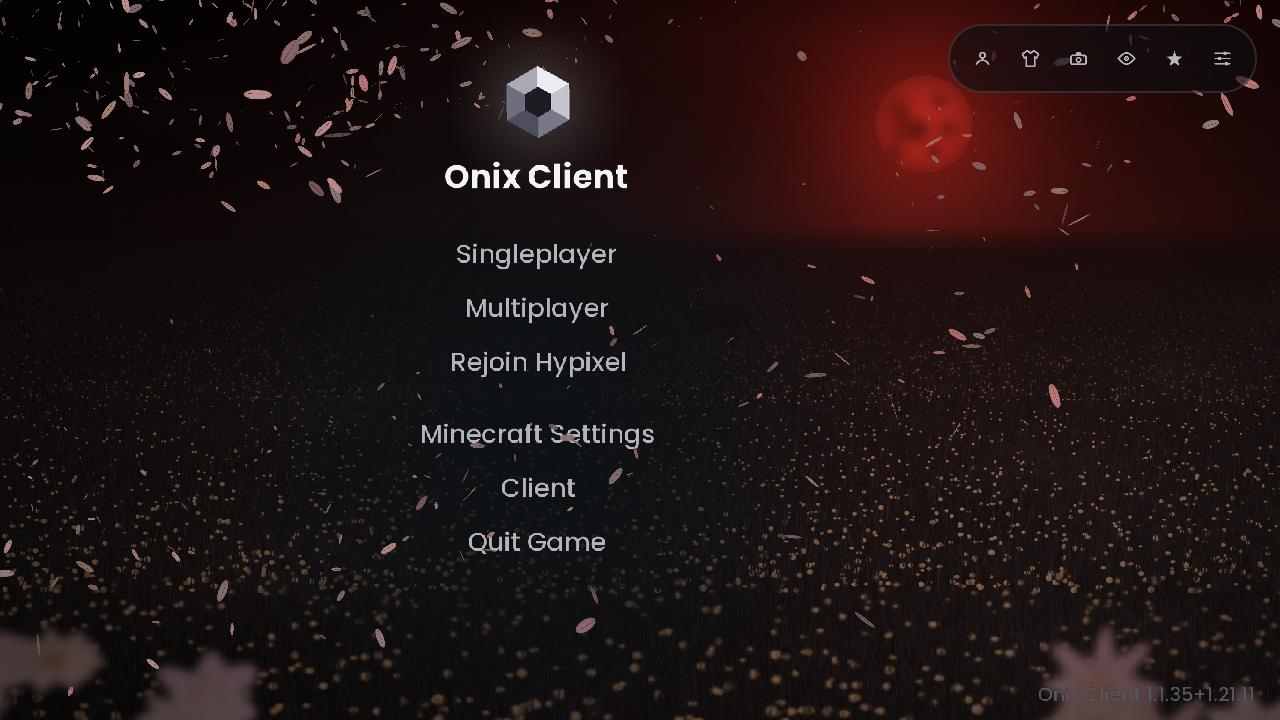 Onix Client
Singleplayer
Multiplayer
Rejoin Hypixel
Minecraft Settings
Client
Quit Game
Onix Client 1.1.35+1.21.11